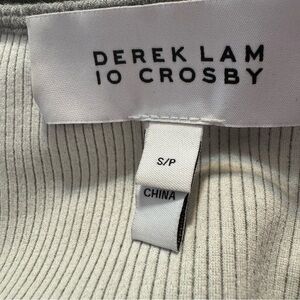 DEREK LAM
10 CROSBY
S/P
CHINA